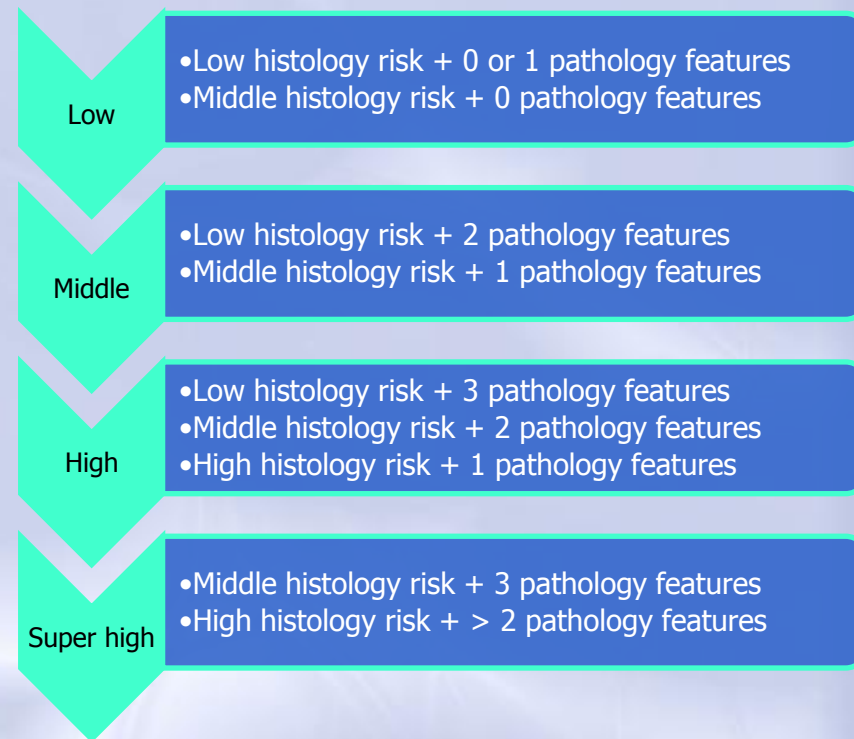 Low
•Low histology risk + 0 or 1 pathology features
•Middle histology risk + 0 pathology features
Middle
•Low histology risk + 2 pathology features
•Middle histology risk + 1 pathology features
High
•Low histology risk + 3 pathology features
•Middle histology risk + 2 pathology features
•High histology risk + 1 pathology features
Super high
•Middle histology risk + 3 pathology features
•High histology risk + > 2 pathology features